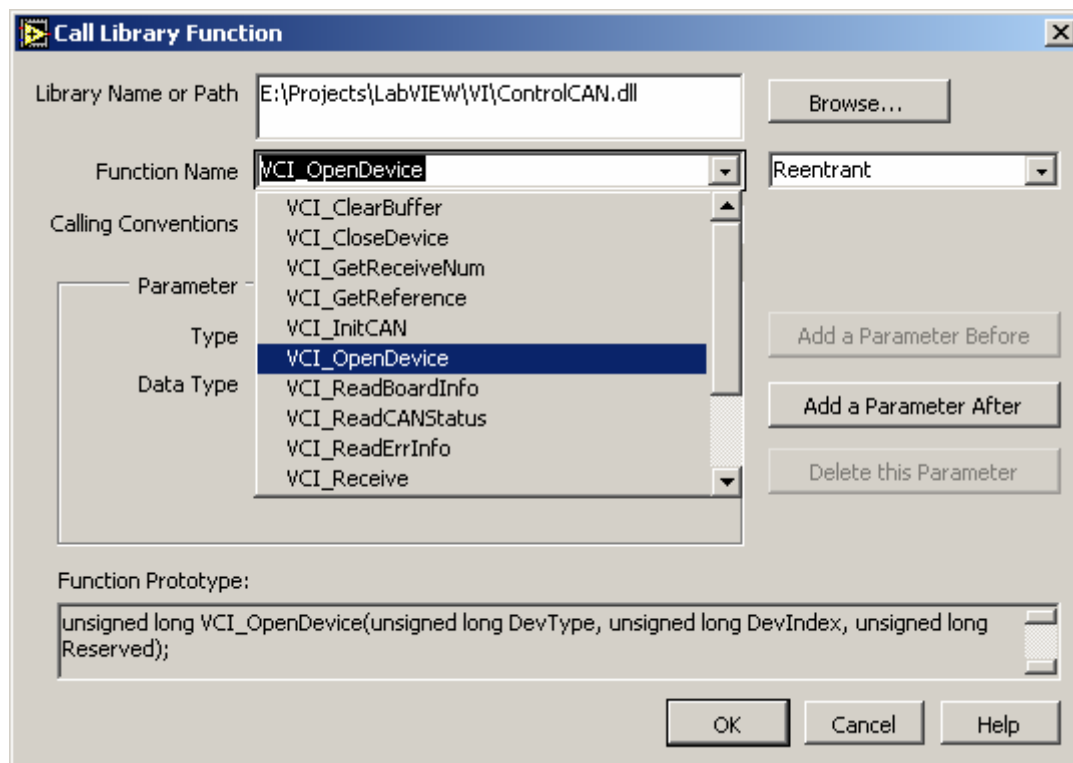 Call Library Function
Library Name or Path
E:\Projects\LabVIEW\VI\ControlCAN.dll
Browse...
Function Name
VCI_OpenDevice
Reentrant
Calling Conventions
VCI_ClearBuffer
VCI_CloseDevice
VCI_GetReceiveNum
VCI_GetReference
VCI_InitCAN
VCI_OpenDevice
VCI_ReadBoardInfo
VCI_ReadCANStatus
VCI_ReadErrInfo
VCI_Receive
Parameter
Type
Data Type
Add a Parameter Before
Add a Parameter After
Delete this Parameter
Function Prototype:
unsigned long VCI_OpenDevice(unsigned long DevType, unsigned long DevIndex, unsigned long
Reserved);
OK
Cancel
Help